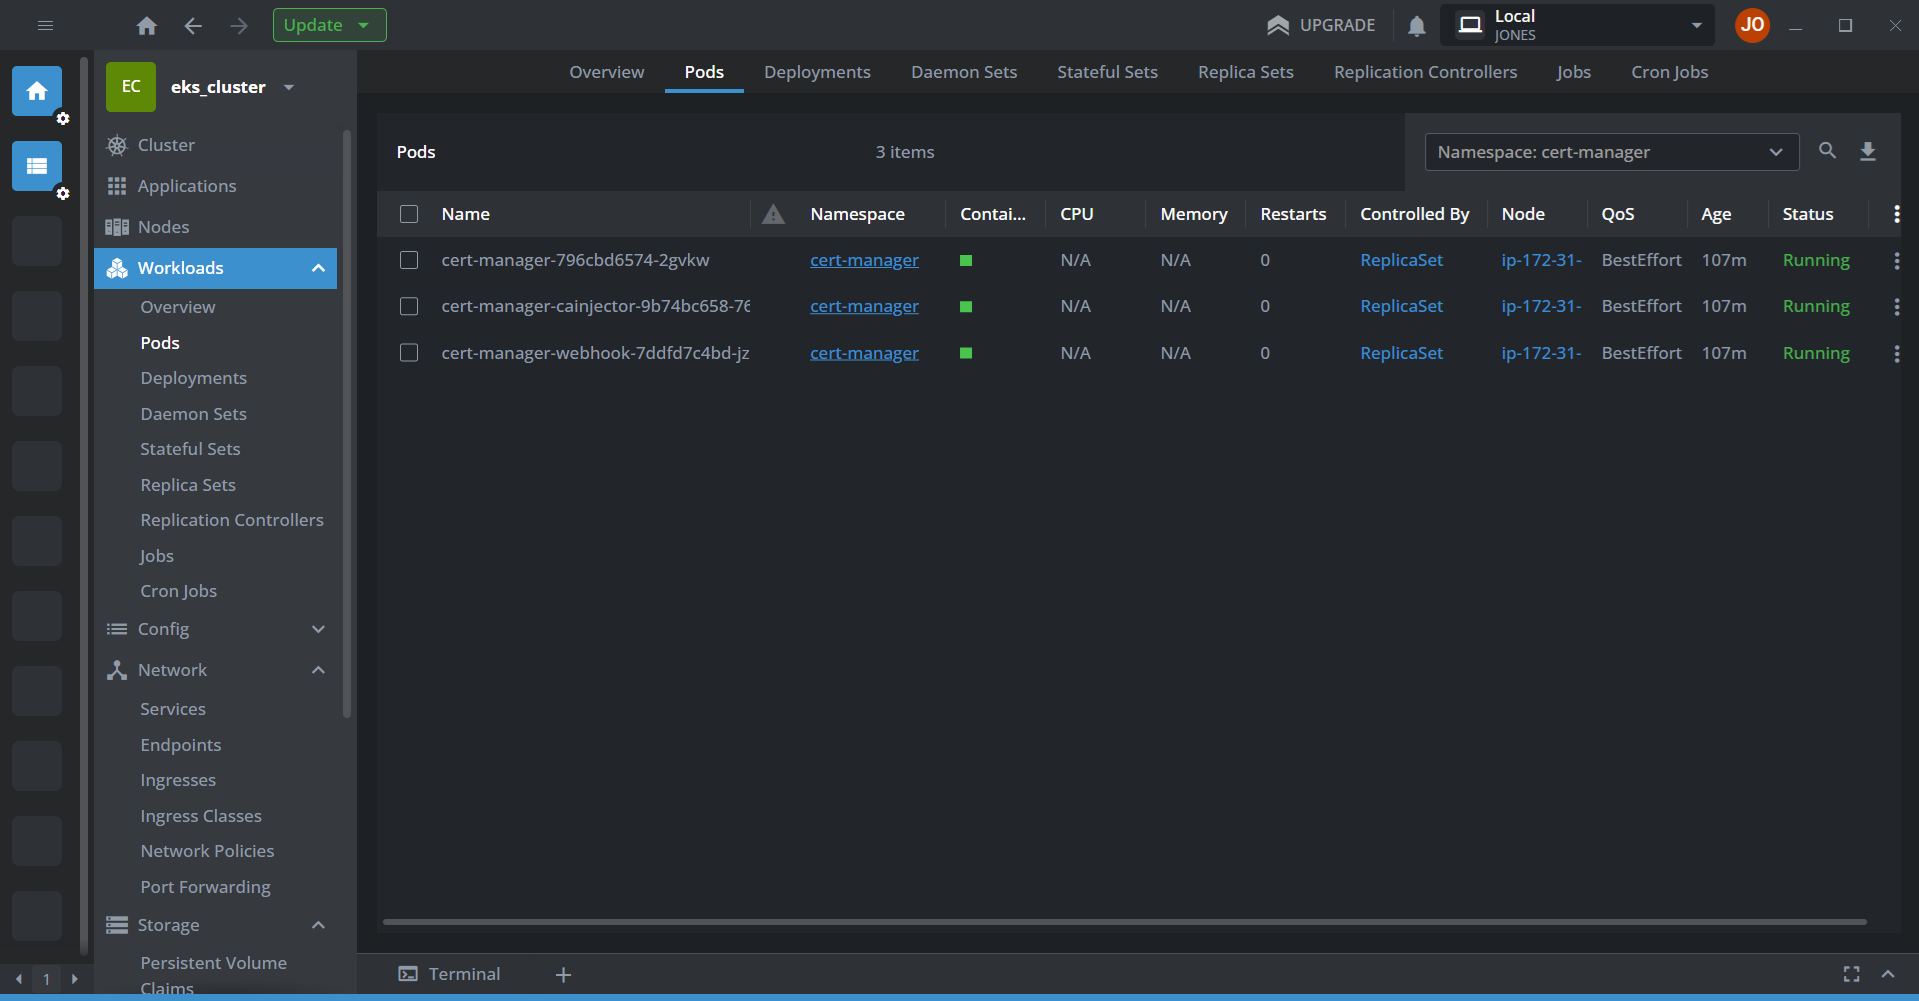 Update
UPGRADE
Local
JONES
JO
EC
eks_cluster
Overview
Pods
Deployments
Daemon Sets
Stateful Sets
Replica Sets
Replication Controllers
Jobs
Cron Jobs
Cluster
Applications
Nodes
Workloads
Overview
Pods
Deployments
Daemon Sets
Stateful Sets
Replica Sets
Replication Controllers
Jobs
Cron Jobs
Config
Network
Services
Endpoints
Ingresses
Ingress Classes
Network Policies
Port Forwarding
Storage
Persistent Volume
Claims
1
Pods
3 items
Namespace: cert-manager
Name Namespace Contai... CPU Memory Restarts Controlled By Node QoS Age Status
cert-manager-796cbd6574-2gvkw cert-manager N/A N/A 0 ReplicaSet ip-172-31- BestEffort 107m Running
cert-manager-cainjector-9b74bc658-76 cert-manager N/A N/A 0 ReplicaSet ip-172-31- BestEffort 107m Running
cert-manager-webhook-7ddfd7c4bd-jz cert-manager N/A N/A 0 ReplicaSet ip-172-31- BestEffort 107m Running
Terminal